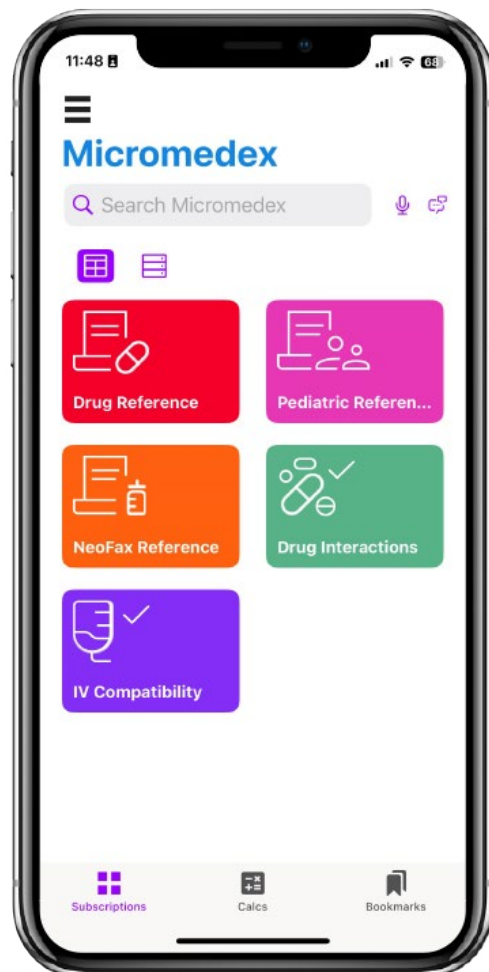 11:48
68
Micromedex
Search Micromedex
Drug Reference
Pediatric Referen...
NeoFax Reference
Drug Interactions
IV Compatibility
Subscriptions
Calcs
Bookmarks